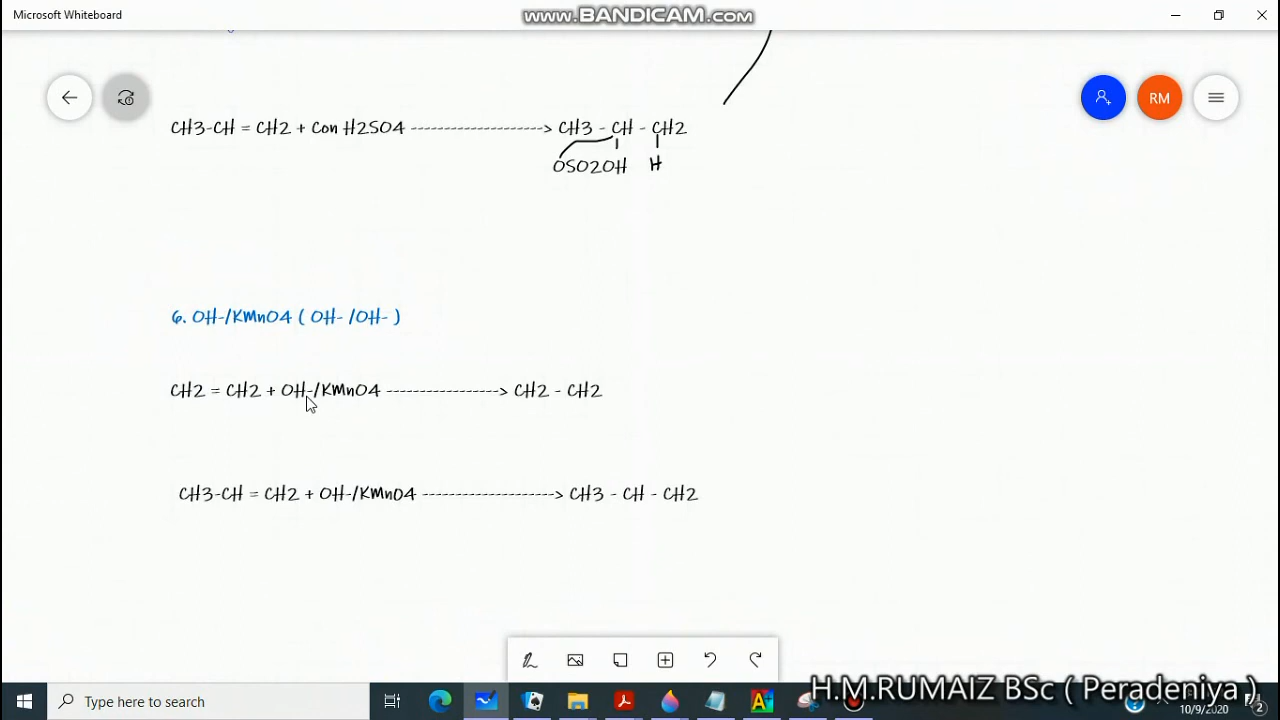 Microsoft Whiteboard
www.BANDICAM.com
RM
CH3-CH = CH2 + Con H2SO4 --------------------> CH3 - CH - CH2
OSO2OH H
6. OH-/KMnO4 ( OH- /OH- )
CH2 = CH2 + OH-/KMnO4 -----------------> CH2 - CH2
CH3-CH = CH2 + OH-/KMnO4 --------------------> CH3 - CH - CH2
H.M.RUMAIZ BSc ( Peradeniya )
Type here to search
10/9/2020
2